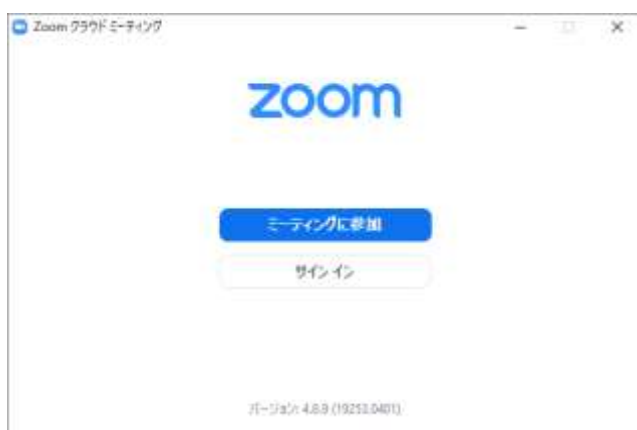 Zoom クラウド ミーティング
zoom
ミーティングに参加
サイン イン
バージョン: 4.6.9 (19253.0401)